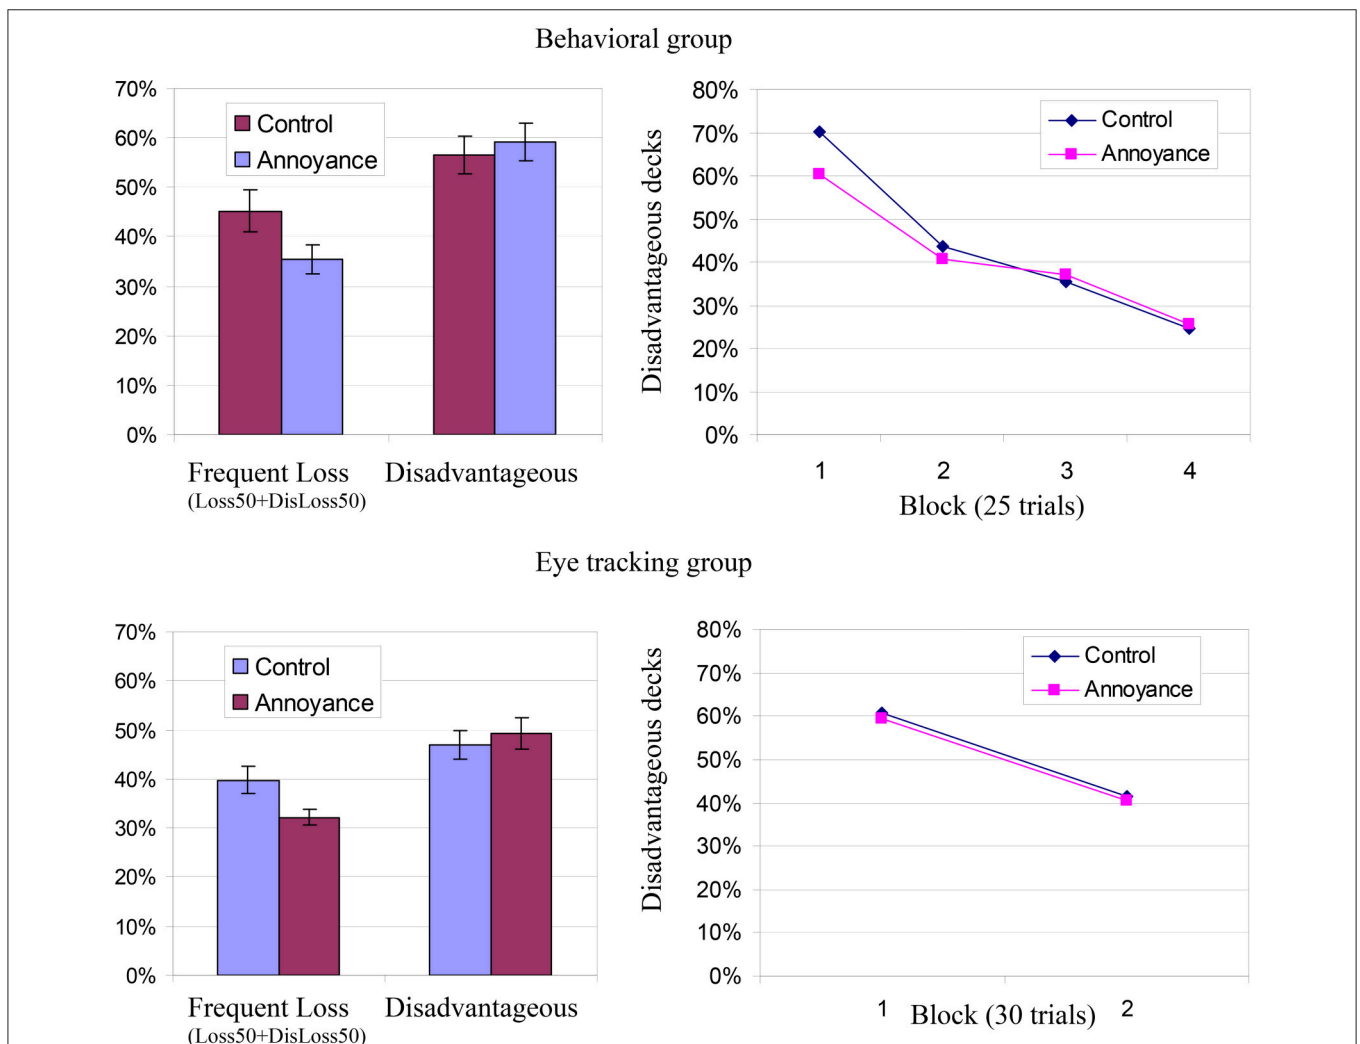 Behavioral group
70%
60%
50%
40%
30%
20%
10%
0%
Control
Annoyance
Frequent Loss
(Loss50+DisLoss50)
Disadvantageous
Disadvantageous decks
80%
70%
60%
50%
40%
30%
20%
10%
0%
Control
Annoyance
1 2 3 4
Block (25 trials)
Eye tracking group
70%
60%
50%
40%
30%
20%
10%
0%
Control
Annoyance
Frequent Loss
(Loss50+DisLoss50)
Disadvantageous
Disadvantageous decks
80%
70%
60%
50%
40%
30%
20%
10%
0%
Control
Annoyance
1 Block (30 trials) 2